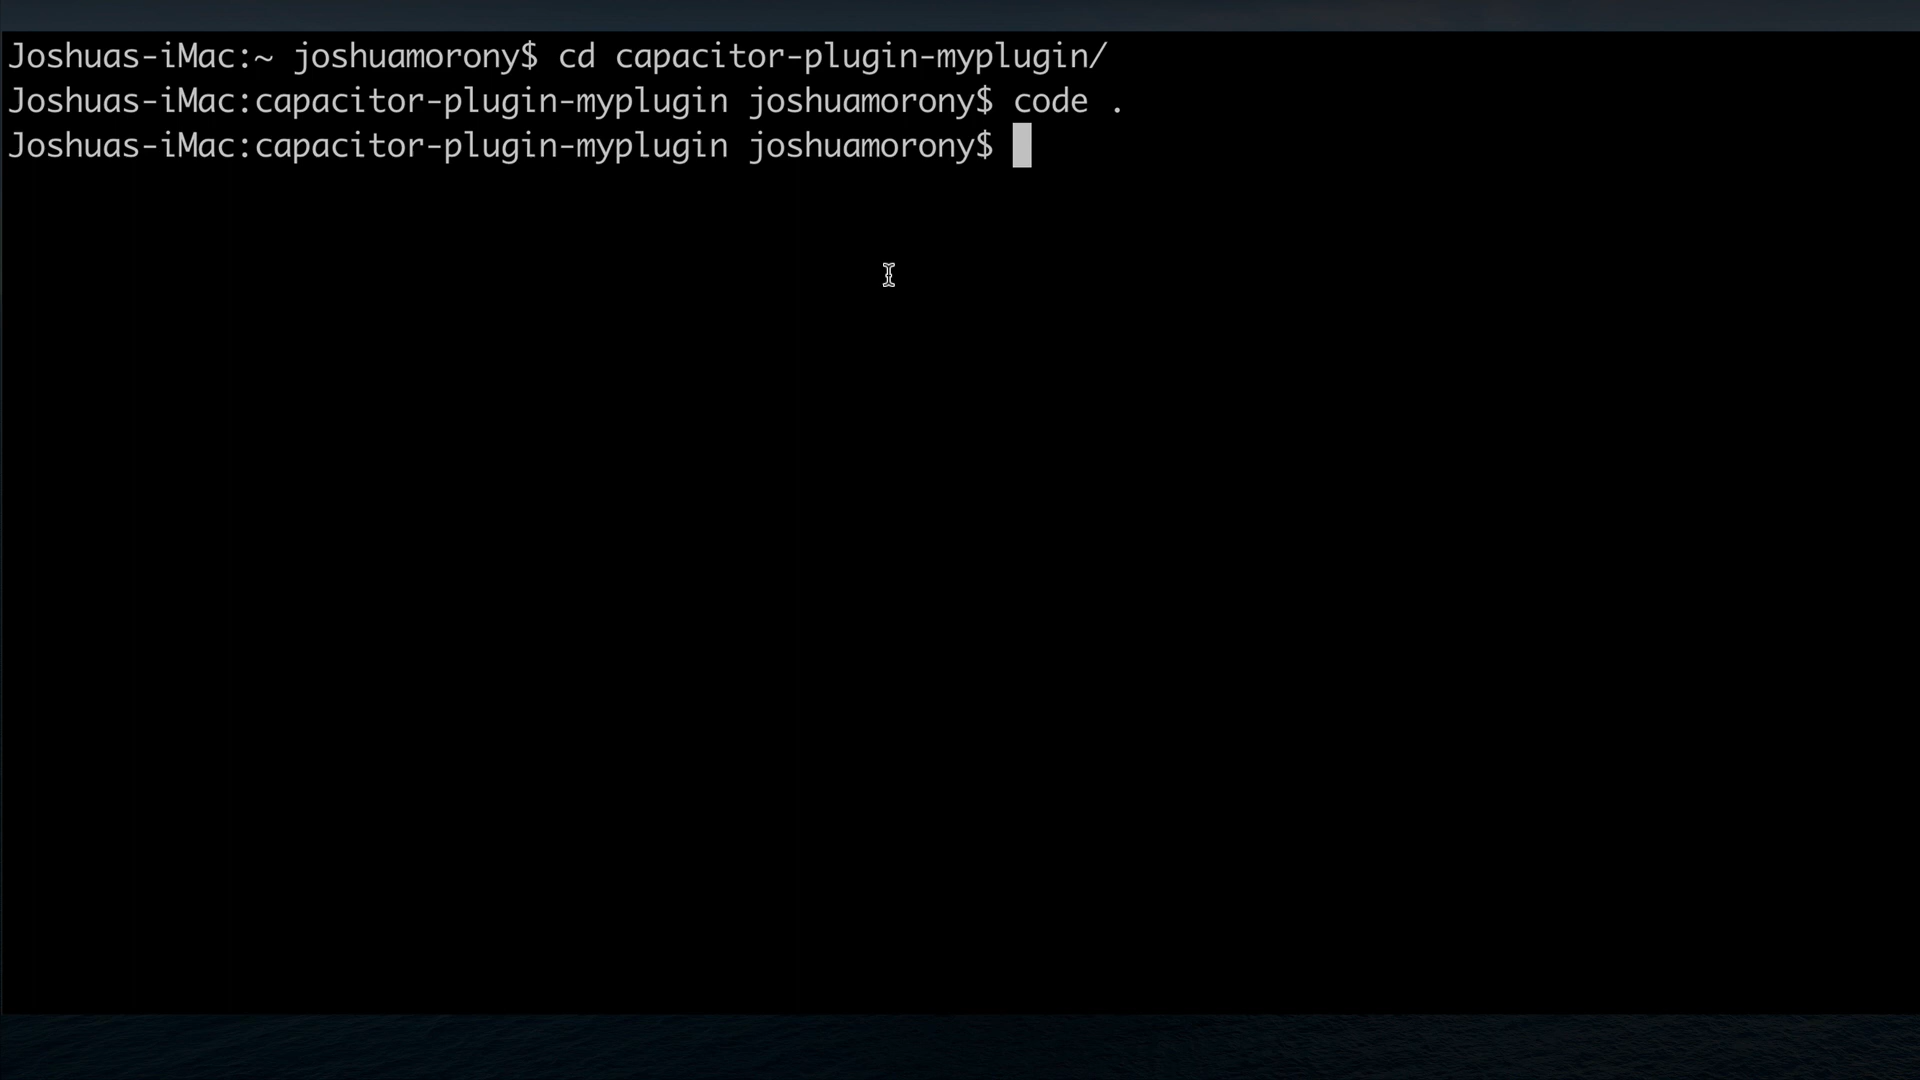 Joshuas-iMac:~ joshuamorony$ cd capacitor-plugin-myplugin/
Joshuas-iMac:capacitor-plugin-myplugin joshuamorony$ code .
Joshuas-iMac:capacitor-plugin-myplugin joshuamorony$